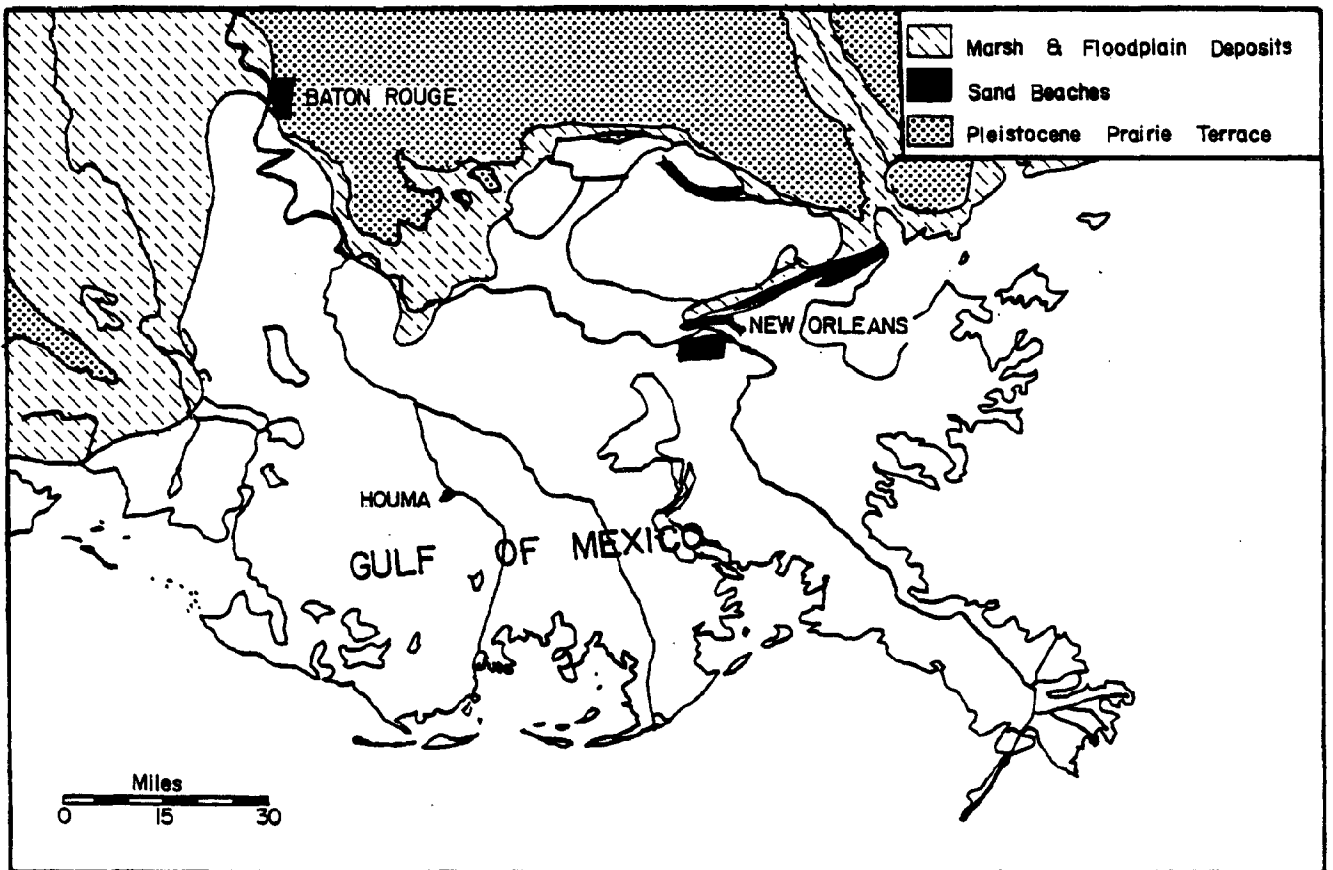 Marsh & Floodplain Deposits
Sand Beaches
Pleistocene Prairie Terrace
BATON ROUGE
NEW ORLEANS
HOUMA
GULF OF MEXICO
Miles
0 15 30